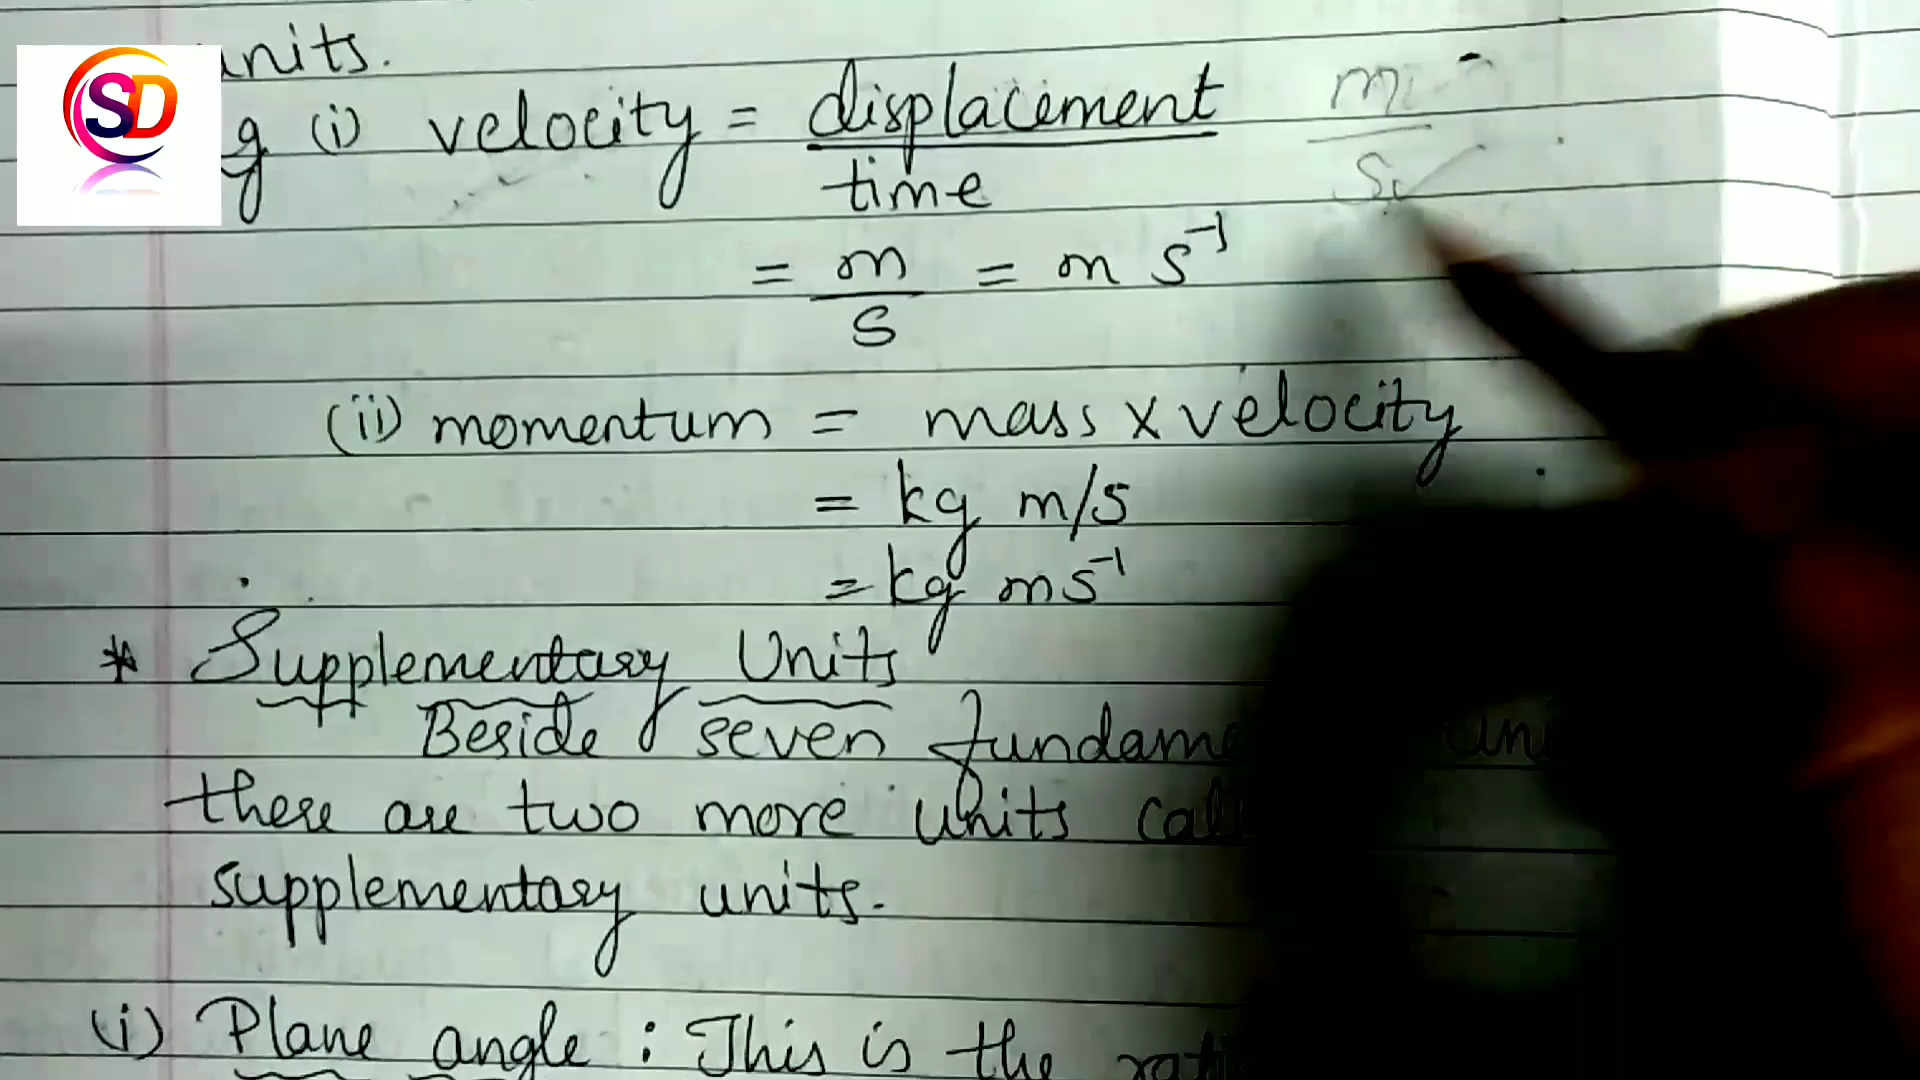 SD
units.
g (i) velocity = displacement / time
m / s
= m / s = m s⁻¹
(ii) momentum = mass x velocity
= kg m/s
= kg ms⁻¹
* Supplementary Units
Beside seven
there are two more units
supplementary units.
(i) Plane angle : This is the